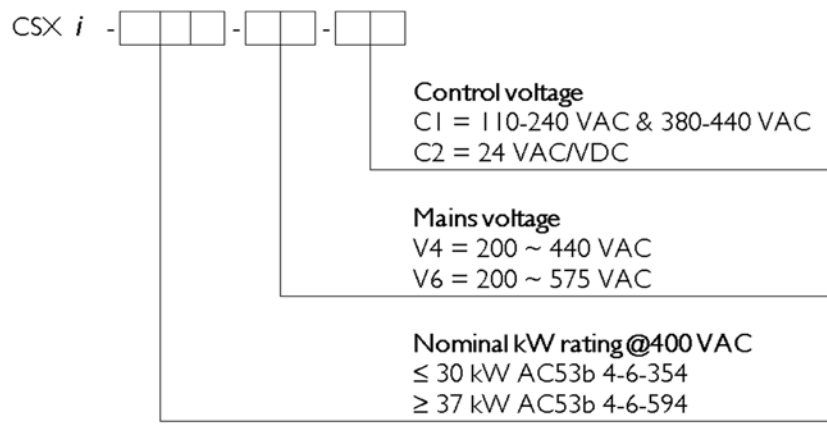 CSX i - - -
Control voltage
C1 = 110-240 VAC & 380-440 VAC
C2 = 24 VAC/VDC
Mains voltage
V4 = 200 ~ 440 VAC
V6 = 200 ~ 575 VAC
Nominal kW rating @400 VAC
≤ 30 kW AC53b 4-6-354
≥ 37 kW AC53b 4-6-594